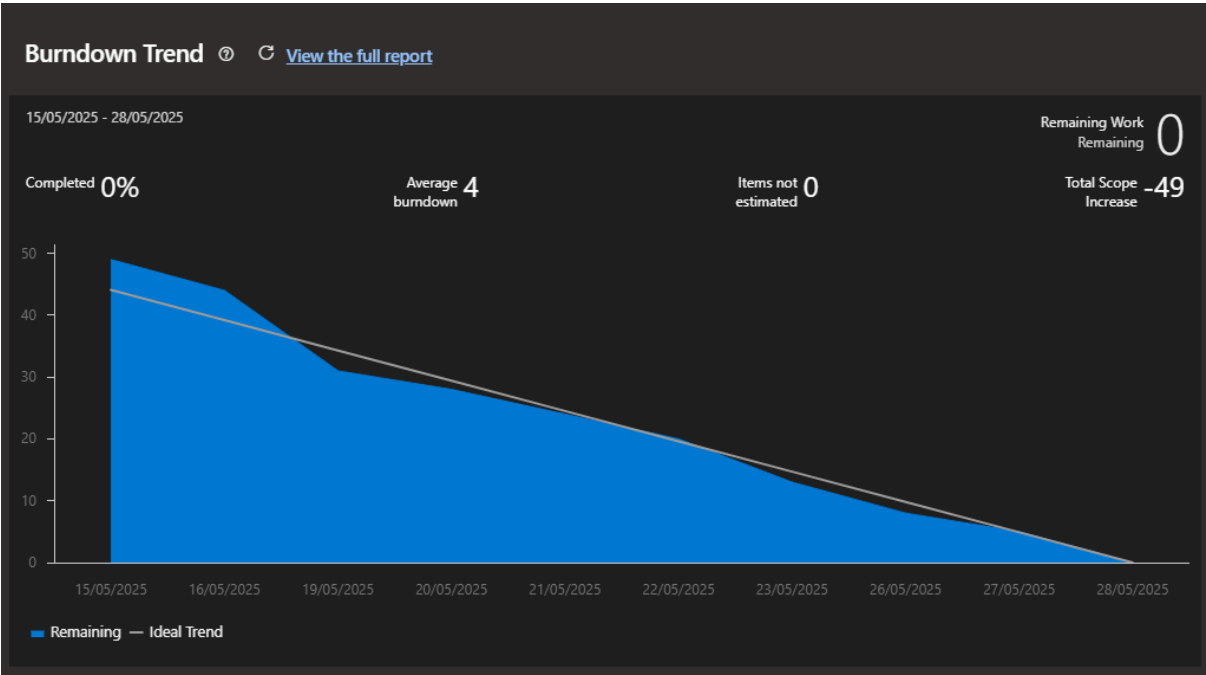 Burndown Trend View the full report
15/05/2025 - 28/05/2025
Remaining Work
Remaining
0
Completed 0%
Average
burndown
4
Items not
estimated
0
Total Scope
Increase
-49
50
40
30
20
10
0
15/05/2025 16/05/2025 19/05/2025 20/05/2025 21/05/2025 22/05/2025 23/05/2025 26/05/2025 27/05/2025 28/05/2025
Remaining Ideal Trend